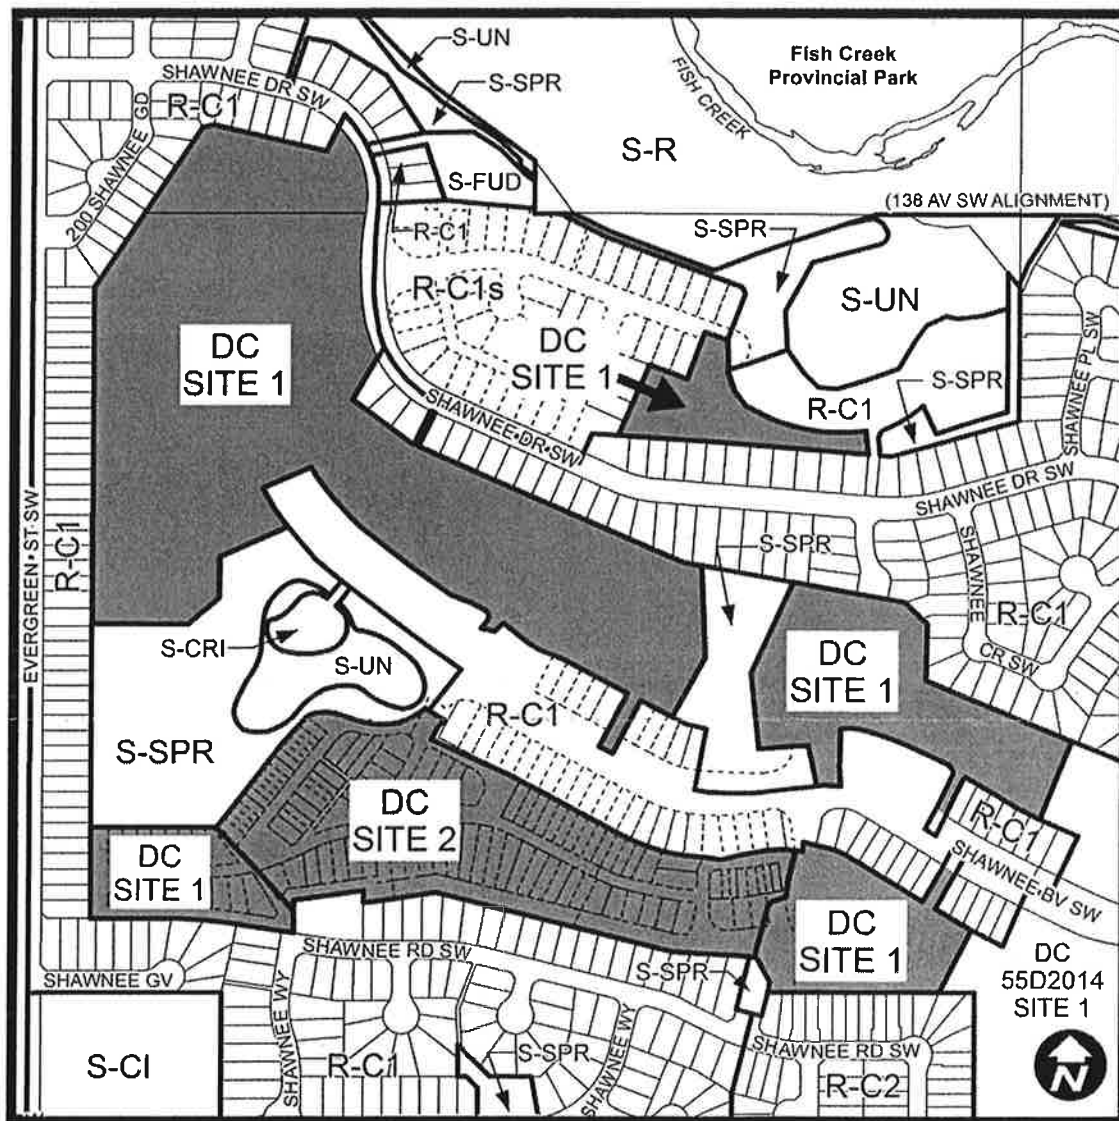 S-UN
Fish Creek
Provincial Park
SHAWNEE DR SW
S-SPR
FISH CREEK
R-C1
200 SHAWNEE GD
S-R
S-FUD
(138 AV SW ALIGNMENT)
R-C1
S-SPR
R-C1s
S-UN
SHAWNEE PL SW
DC
SITE 1
DC
SITE 1
S-SPR
R-C1
SHAWNEE DR SW
SHAWNEE DR SW
EVERGREEN ST SW
R-C1
S-SPR
SHAWNEE
CR SW
R-C1
S-CRI
S-UN
DC
SITE 1
R-C1
S-SPR
DC
SITE 2
R-C1
DC
SITE 1
SHAWNEE BV SW
DC
SITE 1
SHAWNEE RD SW
DC
55D2014
SITE 1
S-SPR
SHAWNEE GV
SHAWNEE WY
SHAWNEE WY
SHAWNEE RD SW
S-SPR
S-CI
R-C1
R-C2
N